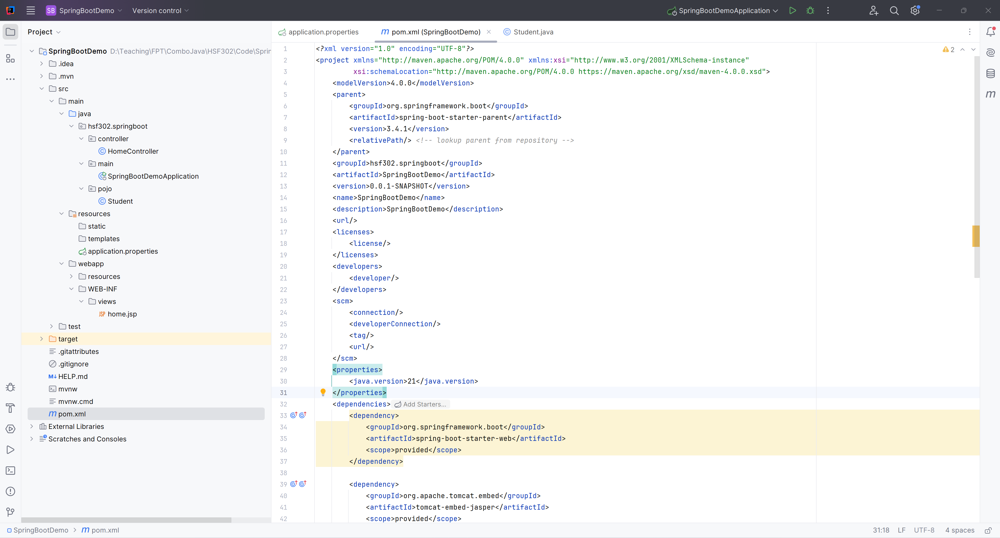 SB SpringBootDemo Version control SpringBootDemoApplication
Project
application.properties pom.xml (SpringBootDemo) Student.java
SpringBootDemo D:\Teaching\FPT\ComboJava\HSF302\Code\Sprin
.idea
.mvn
src
main
java
hsf302.springboot
controller
HomeController
main
SpringBootDemoApplication
pojo
Student
resources
static
templates
application.properties
webapp
resources
WEB-INF
views
JSP home.jsp
test
target
.gitattributes
.gitignore
M↓ HELP.md
mvnw
mvnw.cmd
m pom.xml
External Libraries
Scratches and Consoles
2
1 <?xml version="1.0" encoding="UTF-8"?>
2 <project xmlns="http://maven.apache.org/POM/4.0.0" xmlns:xsi="http://www.w3.org/2001/XMLSchema-instance"
3 xsi:schemaLocation="http://maven.apache.org/POM/4.0.0 https://maven.apache.org/xsd/maven-4.0.0.xsd">
4 <modelVersion>4.0.0</modelVersion>
5 <parent>
6 <groupId>org.springframework.boot</groupId>
7 <artifactId>spring-boot-starter-parent</artifactId>
8 <version>3.4.1</version>
9 <relativePath/> <!-- lookup parent from repository -->
10 </parent>
11 <groupId>hsf302.springboot</groupId>
12 <artifactId>SpringBootDemo</artifactId>
13 <version>0.0.1-SNAPSHOT</version>
14 <name>SpringBootDemo</name>
15 <description>SpringBootDemo</description>
16 <url/>
17 <licenses>
18 <license/>
19 </licenses>
20 <developers>
21 <developer/>
22 </developers>
23 <scm>
24 <connection/>
25 <developerConnection/>
26 <tag/>
27 <url/>
28 </scm>
29 <properties>
30 <java.version>21</java.version>
31 </properties>
32 <dependencies> Add Starters...
33 <dependency>
34 <groupId>org.springframework.boot</groupId>
35 <artifactId>spring-boot-starter-web</artifactId>
36 <scope>provided</scope>
37 </dependency>
38
39 <dependency>
40 <groupId>org.apache.tomcat.embed</groupId>
41 <artifactId>tomcat-embed-jasper</artifactId>
42 <scope>provided</scope>
SpringBootDemo > m pom.xml 31:18 LF UTF-8 4 spaces